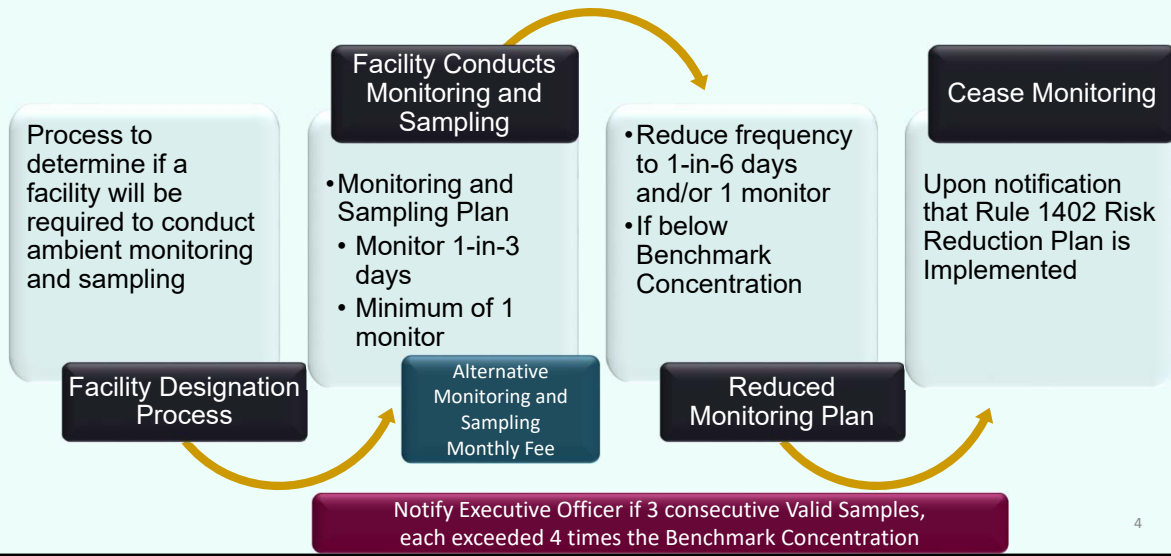 Process to
determine if a
facility will be
required to conduct
ambient monitoring
and sampling
Facility Designation
Process
Facility Conducts
Monitoring and
Sampling
•Monitoring and
Sampling Plan
• Monitor 1-in-3
days
• Minimum of 1
monitor
Alternative
Monitoring and
Sampling
Monthly Fee
•Reduce frequency
to 1-in-6 days
and/or 1 monitor
•If below
Benchmark
Concentration
Reduced
Monitoring Plan
Cease Monitoring
Upon notification
that Rule 1402 Risk
Reduction Plan is
Implemented
Notify Executive Officer if 3 consecutive Valid Samples,
each exceeded 4 times the Benchmark Concentration
4